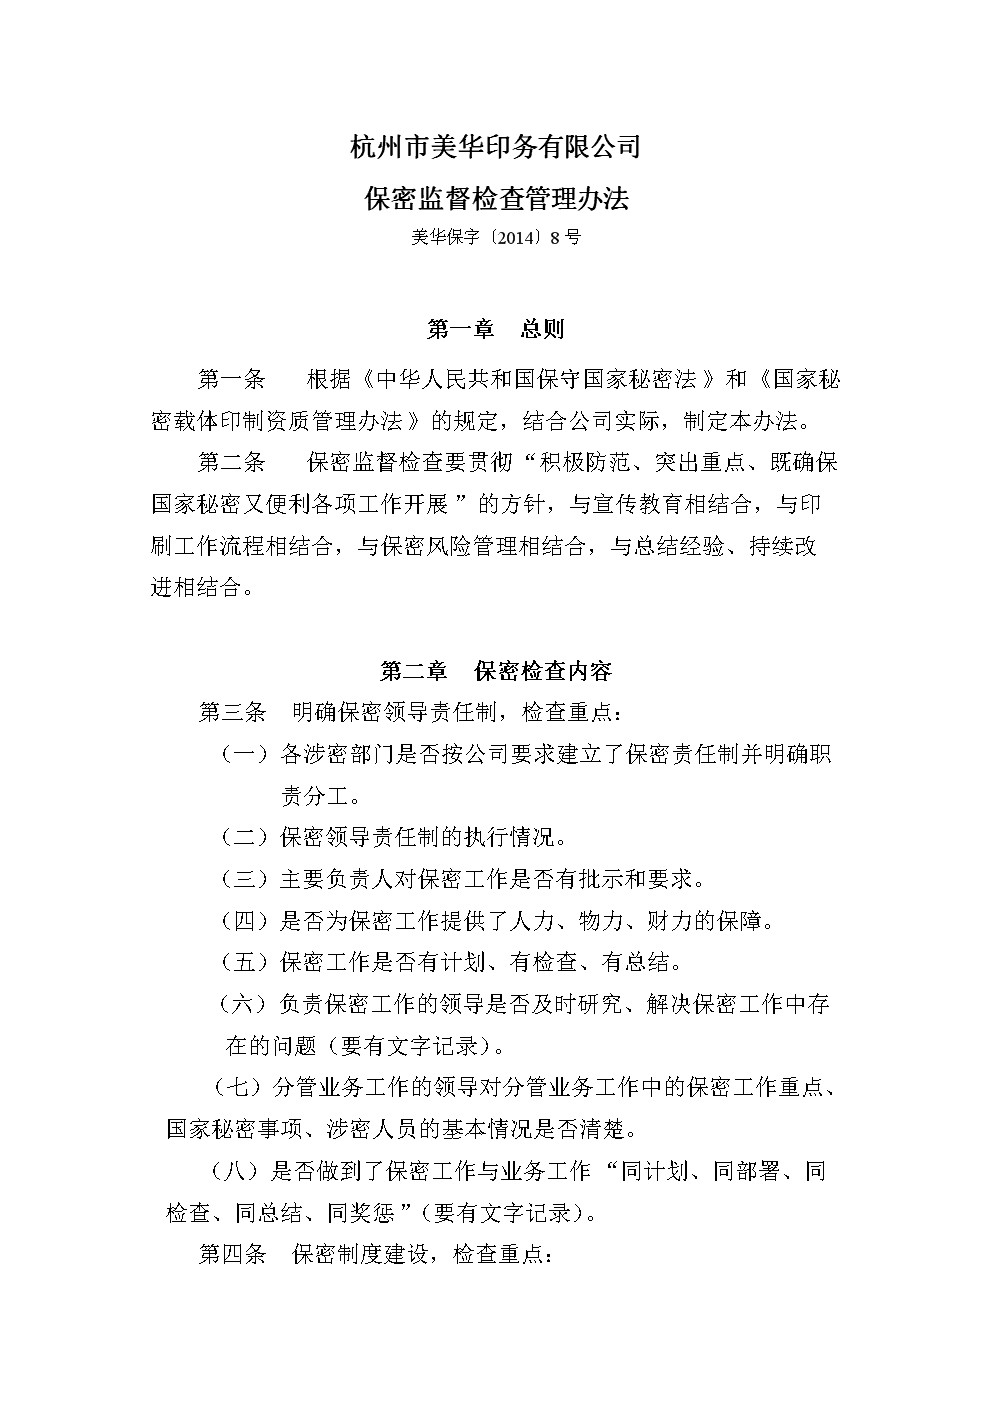 杭州市美华印务有限公司
保密监督检查管理办法
美华保字〔2014〕8 号
第一章 总则
第一条 根据《中华人民共和国保守国家秘密法》和《国家秘
密载体印制资质管理办法》的规定，结合公司实际，制定本办法。
第二条 保密监督检查要贯彻“积极防范、突出重点、既确保
国家秘密又便利各项工作开展”的方针，与宣传教育相结合，与印
刷工作流程相结合，与保密风险管理相结合，与总结经验、持续改
进相结合。
第二章 保密检查内容
第三条 明确保密领导责任制，检查重点：
（一）各涉密部门是否按公司要求建立了保密责任制并明确职
责分工。
（二）保密领导责任制的执行情况。
（三）主要负责人对保密工作是否有批示和要求。
（四）是否为保密工作提供了人力、物力、财力的保障。
（五）保密工作是否有计划、有检查、有总结。
（六）负责保密工作的领导是否及时研究、解决保密工作中存
在的问题（要有文字记录）。
（七）分管业务工作的领导对分管业务工作中的保密工作重点、
国家秘密事项、涉密人员的基本情况是否清楚。
（八）是否做到了保密工作与业务工作“同计划、同部署、同
检查、同总结、同奖惩”（要有文字记录）。
第四条 保密制度建设，检查重点：